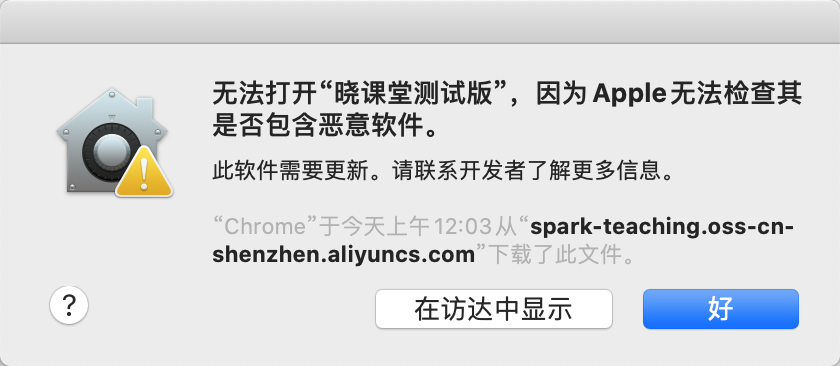 无法打开“晓课堂测试版”，因为 Apple 无法检查其
是否包含恶意软件。
此软件需要更新。请联系开发者了解更多信息。
“Chrome”于今天上午 12:03 从“spark-teaching.oss-cn-
shenzhen.aliyuncs.com”下载了此文件。
?
在访达中显示
好